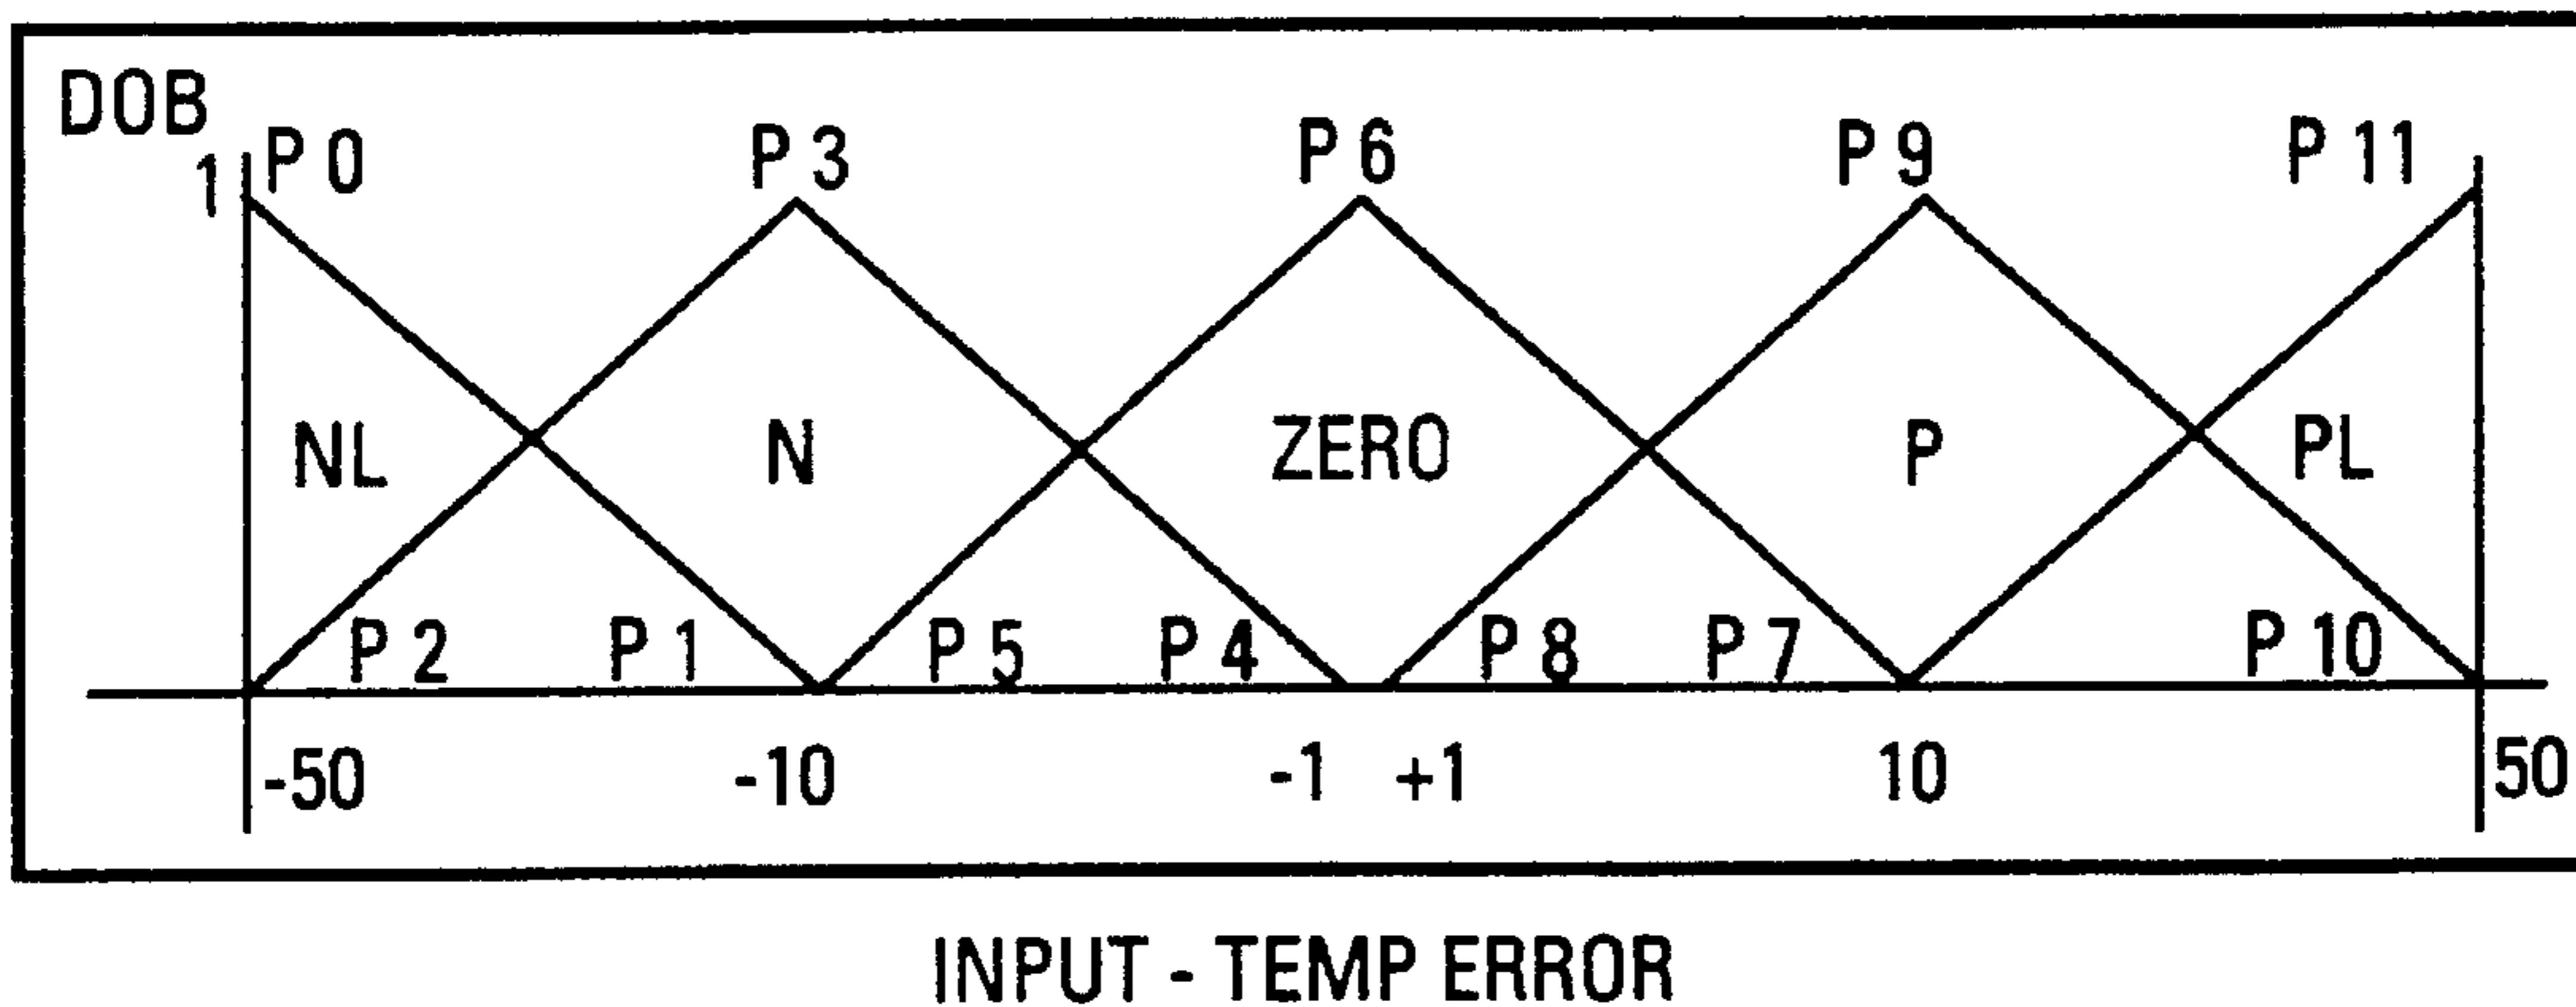 DOB
1 P 0 P 3 P 6 P 9 P 11
NL N ZERO P PL
P 2 P 1 P 5 P 4 P 8 P 7 P 10
-50 -10 -1 +1 10 50
INPUT - TEMP ERROR